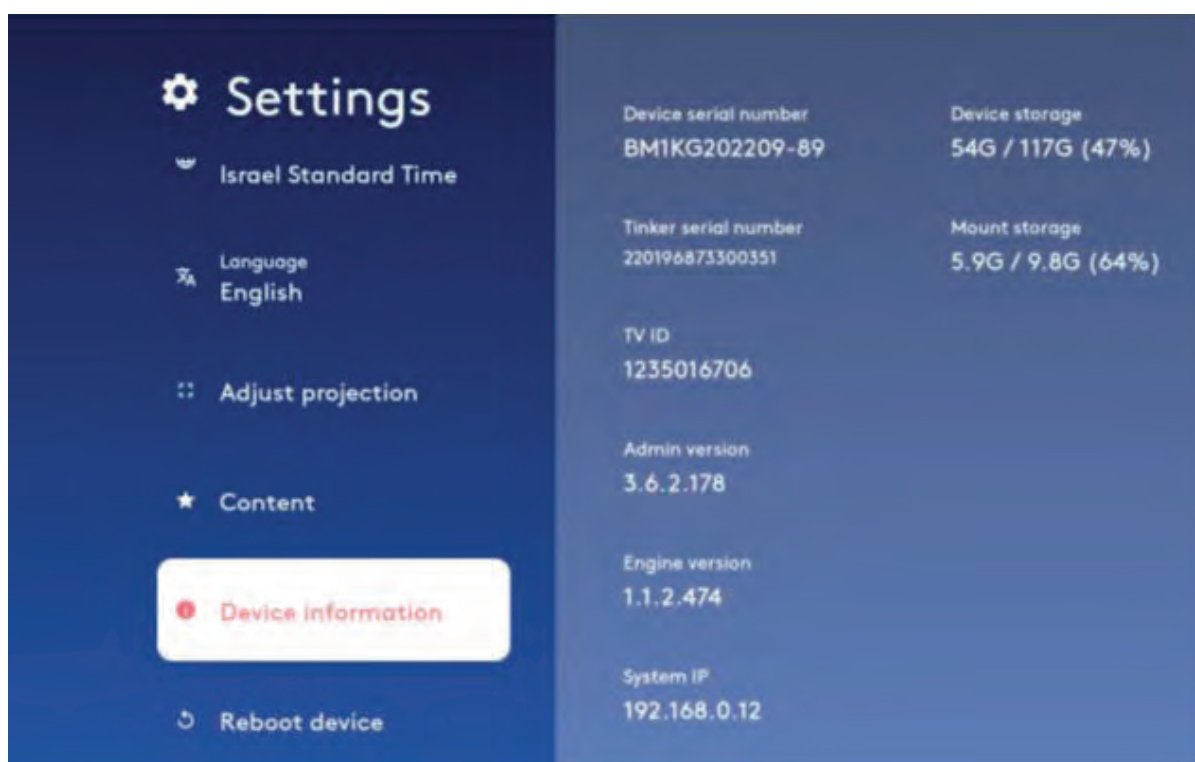 Settings
Israel Standard Time
Language
English
Adjust projection
Content
Device information
Reboot device
Device serial number
BM1KG202209-89
Tinker serial number
220196873300351
TV ID
1235016706
Admin version
3.6.2.178
Engine version
1.1.2.474
System IP
192.168.0.12
Device storage
54G / 117G (47%)
Mount storage
5.9G / 9.8G (64%)